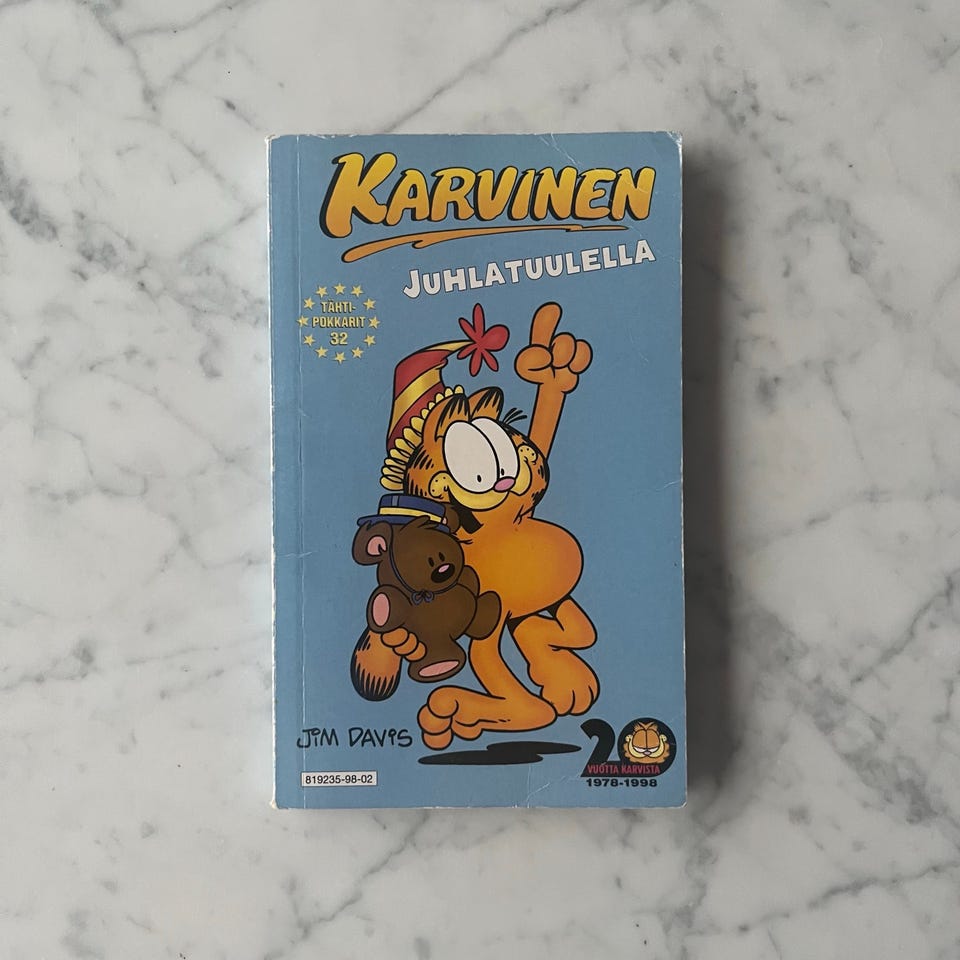 KARVINEN
JUHLATUULELLA
TÄHTI-
POKKARIT
32
JIM DAVIS
819235-98-02
20
VUOTTA KARVISTA
1978-1998